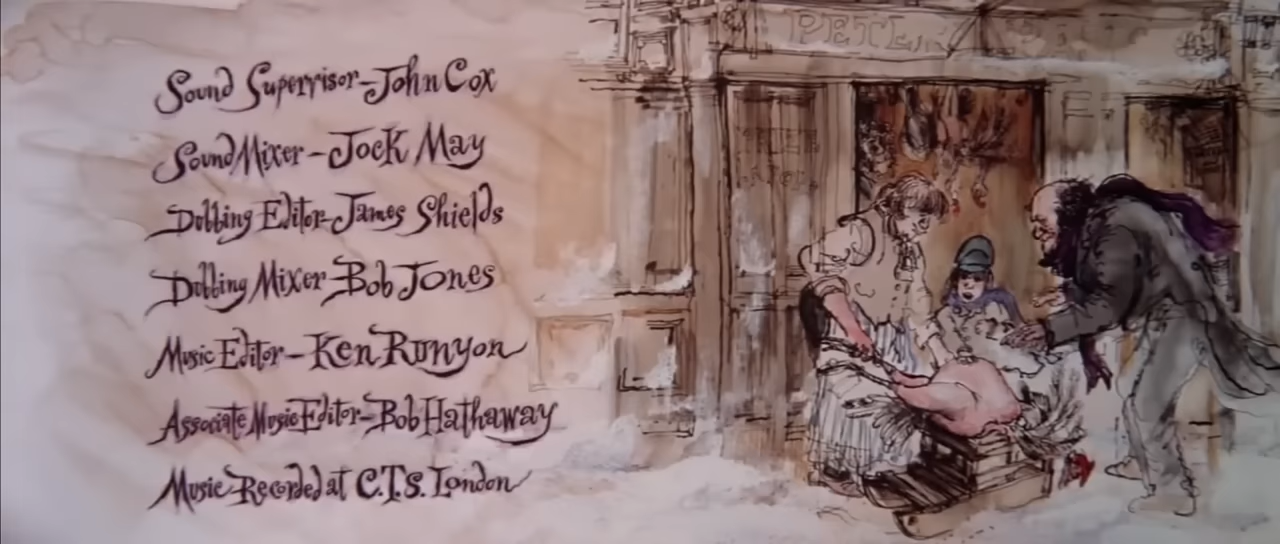 Sound Supervisor-John Cox
Sound Mixer-Jock May
Dubbing Editor-James Shields
Dubbing Mixer-Bob Jones
Music Editor-Ken Runyon
Associate Music Editor-Bob Hathaway
Music Recorded at C.T.S. London